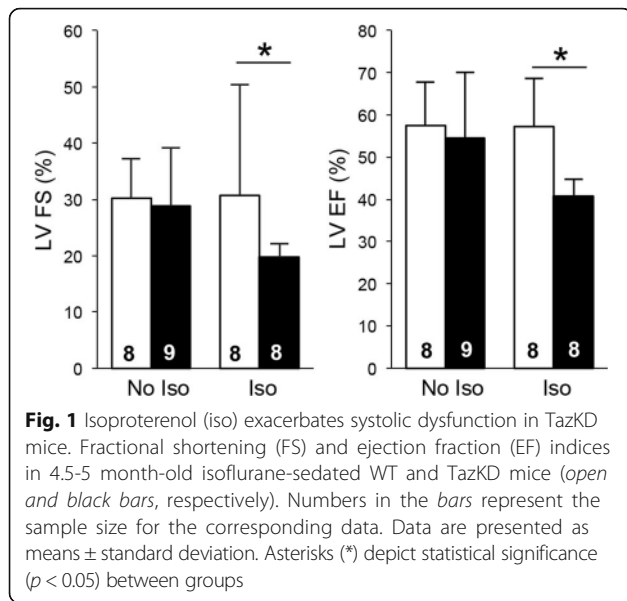 60
50
40
30
20
10
0
LV FS (%)
*
8
9
8
8
No Iso
Iso
80
70
60
50
40
30
20
10
0
LV EF (%)
*
8
9
8
8
No Iso
Iso
Fig. 1 Isoproterenol (iso) exacerbates systolic dysfunction in TazKD
mice. Fractional shortening (FS) and ejection fraction (EF) indices
in 4.5-5 month-old isoflurane-sedated WT and TazKD mice (open
and black bars, respectively). Numbers in the bars represent the
sample size for the corresponding data. Data are presented as
means ± standard deviation. Asterisks (*) depict statistical significance
(p < 0.05) between groups